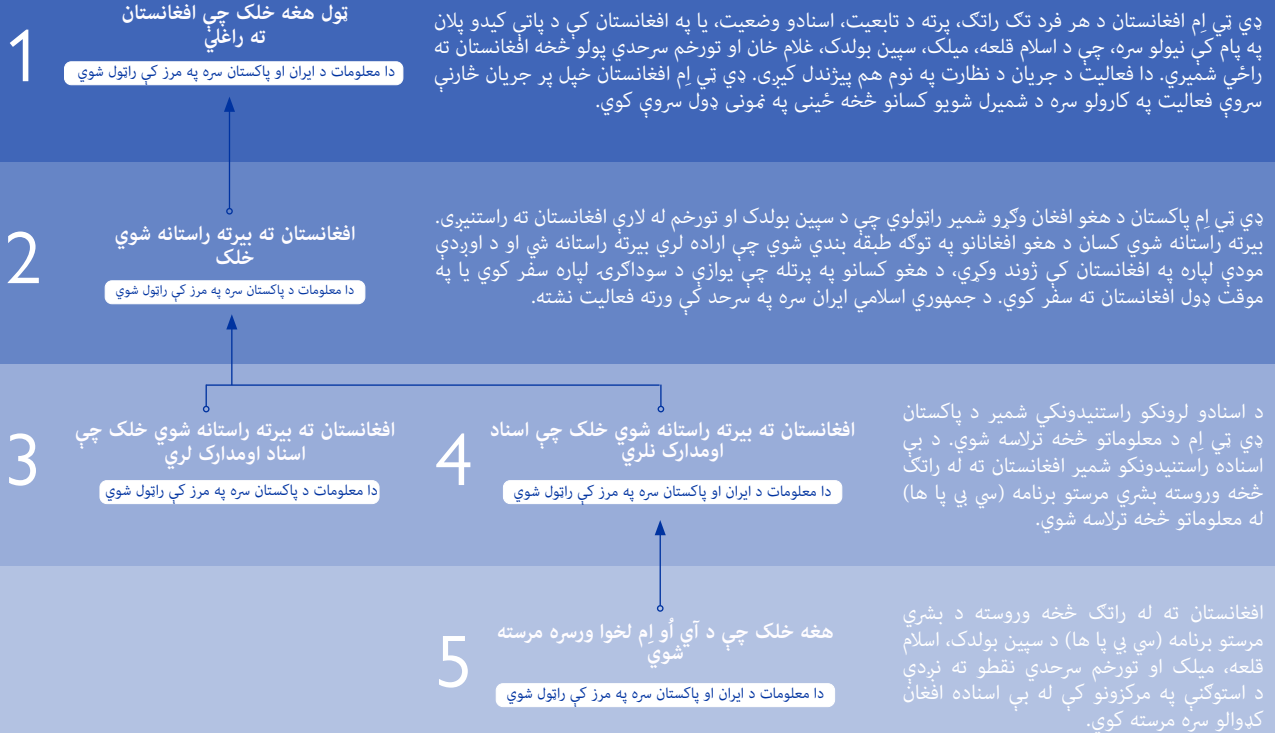 1
ټول هغه خلک چې افغانستان
ته راغلي
دا معلومات د ایران او پاکستان سره په مرز کې راټول شوي
ډي ټي اِم افغانستان د هر فرد تګ راتګ، پرته د تابعیت، اسنادو وضعیت، یا په افغانستان کې د پاتې کیدو پلان
په پام کې نیولو سره، چې د اسلام قلعه، میلک، سپین بولدک، غلام خان او تورخم سرحدي پولو څخه افغانستان ته
راځي شمیري. دا فعالیت د جریان د نظارت په نوم هم پیژندل کیږی. ډي ټي اِم افغانستان خپل پر جریان څارنې
سروې فعالیت په کارولو سره د شمیرل شویو کسانو څخه ځینی په نمونی ډول سروې کوي.
2
افغانستان ته بیرته راستانه شوي
خلک
دا معلومات د پاکستان سره په مرز کې راټول شوي
ډي ټي اِم پاکستان د هغو افغان وګړو شمیر راټولوي چې د سپین بولدک او تورخم له لارې افغانستان ته راستنیږی.
بیرته راستانه شوي کسان د هغو افغانانو په توګه طبقه بندي شوي چې اراده لري بیرته راستانه شي او د اوږدې
مودې لپاره په افغانستان کې ژوند وکړي، د هغو کسانو په پرتله چې یوازې د سوداګرۍ لپاره سفر کوي یا په
موقت ډول افغانستان ته سفر کوي. د جمهوري اسلامي ایران سره په سرحد کې ورته فعالیت نشته.
3
افغانستان ته بیرته راستانه شوي خلک چې
اسناد اومدارک لري
دا معلومات د پاکستان سره په مرز کې راټول شوي
4
افغانستان ته بیرته راستانه شوي خلک چې اسناد
اومدارک نلري
دا معلومات د ایران او پاکستان سره په مرز کې راټول شوي
د اسنادو لرونکو راستنیدونکي شمیر د پاکستان
ډي ټي اِم د معلوماتو څخه ترلاسه شوي. د بې
اسناده راستنیدونکو شمیر افغانستان ته له راتګ
څخه وروسته بشري مرستو برنامه (سي بي پا ها)
له معلوماتو څخه ترلاسه شوي.
5
هغه خلک چې د آی اُو اِم لخوا ورسره مرسته
شوي
دا معلومات د ایران او پاکستان سره په مرز کې راټول شوي
افغانستان ته له راتګ څخه وروسته د بشري
مرستو برنامه (سي بي پا ها) د سپین بولدک، اسلام
قلعه، میلک او تورخم سرحدي نقطو ته نږدې
د استوګنې په مرکزونو کې له بې اسناده افغان
کډوالو سره مرسته کوي.